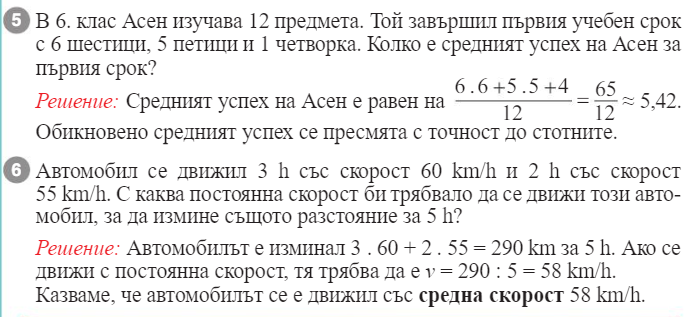 5 В 6. клас Асен изучава 12 предмета. Той завършил първия учебен срок
с 6 шестици, 5 петици и 1 четворка. Колко е средният успех на Асен за
първия срок?
Решение: Средният успех на Асен е равен на (6 . 6 + 5 . 5 + 4)/12 = 65/12 ≈ 5,42.
Обикновено средният успех се пресмята с точност до стотните.
6 Автомобил се движил 3 h със скорост 60 km/h и 2 h със скорост
55 km/h. С каква постоянна скорост би трябвало да се движи този авто-
мобил, за да измине същото разстояние за 5 h?
Решение: Автомобилът е изминал 3 . 60 + 2 . 55 = 290 km за 5 h. Ако се
движи с постоянна скорост, тя трябва да е v = 290 : 5 = 58 km/h.
Казваме, че автомобилът се е движил със средна скорост 58 km/h.